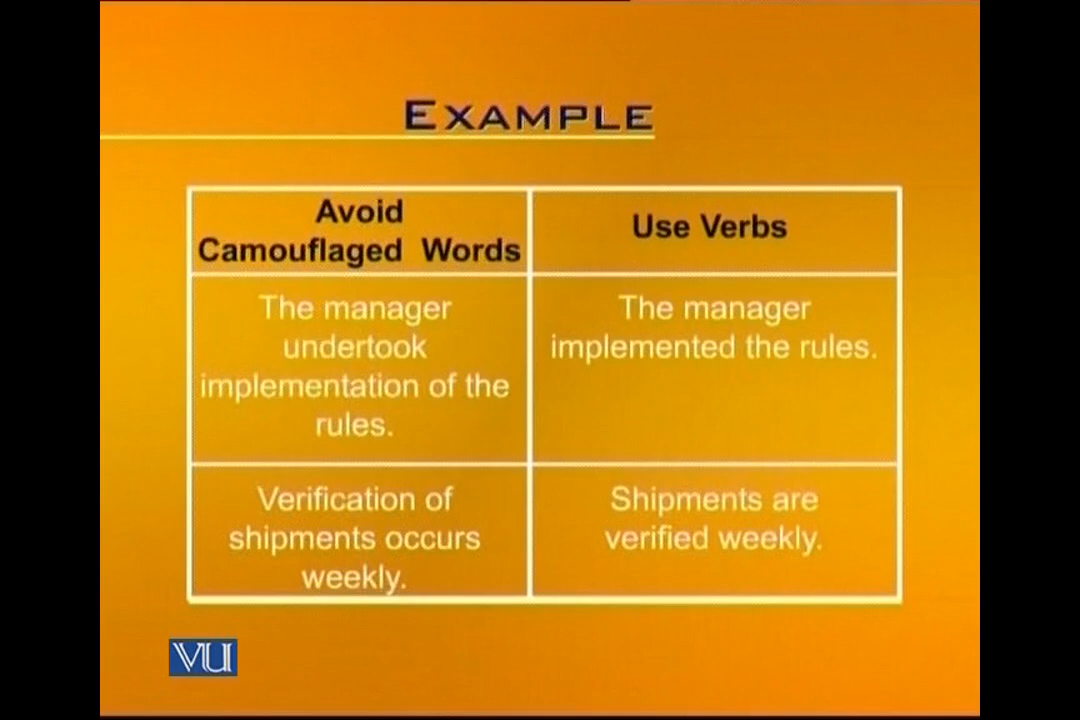 EXAMPLE
Avoid
Camouflaged Words
Use Verbs
The manager
undertook
implementation of the
rules.
The manager
implemented the rules.
Verification of
shipments occurs
weekly.
Shipments are
verified weekly.
VU